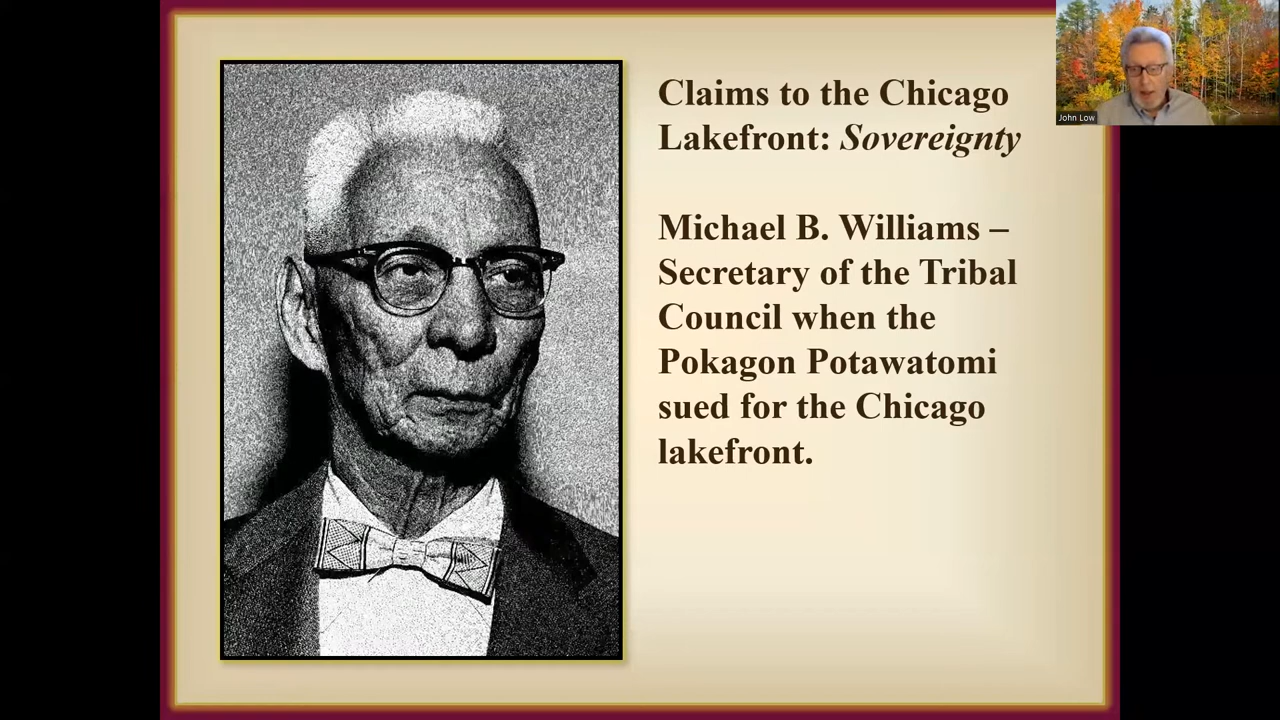 Claims to the Chicago
Lakefront: Sovereignty
Michael B. Williams –
Secretary of the Tribal
Council when the
Pokagon Potawatomi
sued for the Chicago
lakefront.
John Low